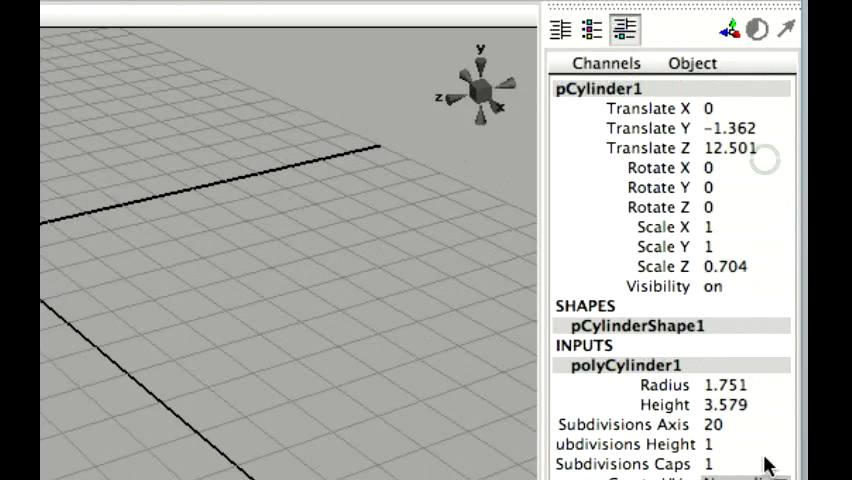 y
z
x
Channels Object
pCylinder1
Translate X 0
Translate Y -1.362
Translate Z 12.501
Rotate X 0
Rotate Y 0
Rotate Z 0
Scale X 1
Scale Y 1
Scale Z 0.704
Visibility on
SHAPES
pCylinderShape1
INPUTS
polyCylinder1
Radius 1.751
Height 3.579
Subdivisions Axis 20
ubdivisions Height 1
Subdivisions Caps 1